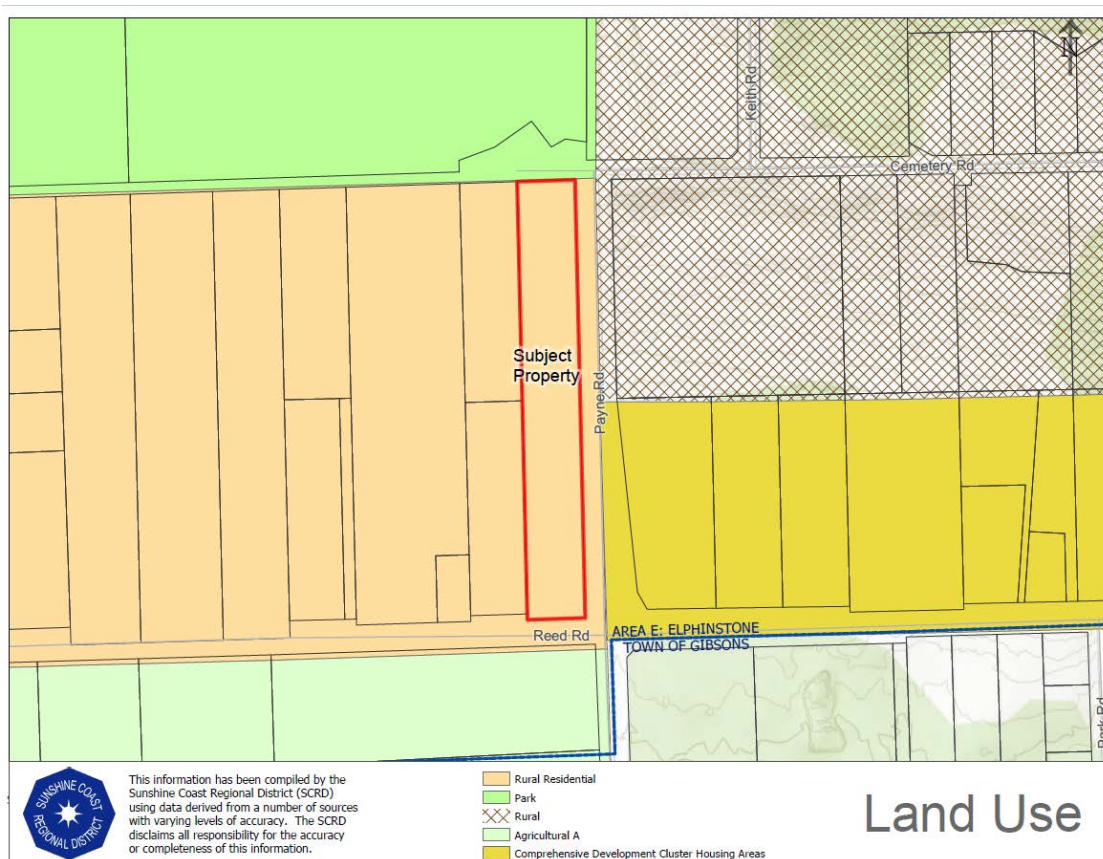 N
Keith Rd
Cemetery Rd
Subject
Property
Payne Rd
Reed Rd
AREA E: ELPHINSTONE
TOWN OF GIBSONS
Park Rd
SUNSHINE COAST
REGIONAL DISTRICT
This information has been compiled by the
Sunshine Coast Regional District (SCRD)
using data derived from a number of sources
with varying levels of accuracy. The SCRD
disclaims all responsibility for the accuracy
or completeness of this information.
Rural Residential
Park
Rural
Agricultural A
Comprehensive Development Cluster Housing Areas
Land Use